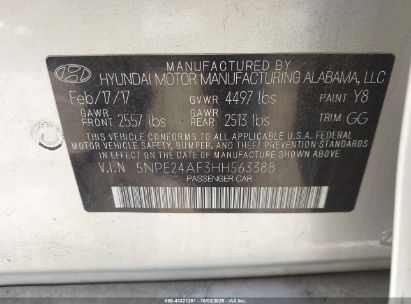 MANUFACTURED BY
HYUNDAI MOTOR MANUFACTURING ALABAMA, LLC
Feb/17/17 GVWR 4497 lbs PAINT Y8
GAWR FRONT 2557 lbs GAWR REAR 2513 lbs TRIM GG
THIS VEHICLE CONFORMS TO ALL APPLICABLE U.S.A. FEDERAL
MOTOR VEHICLE SAFETY, BUMPER, AND THEFT PREVENTION STANDARDS
IN EFFECT ON THE DATE OF MANUFACTURE SHOWN ABOVE.
V.I.N 5NPE24AF3HH563388
PASSENGER CAR